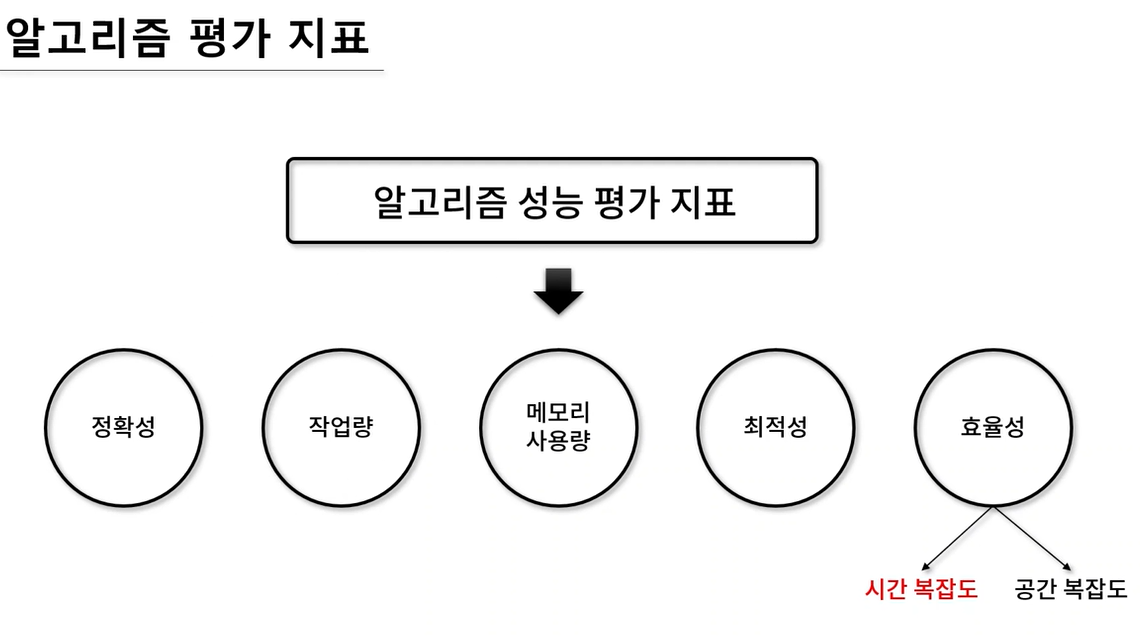 알고리즘 평가 지표
알고리즘 성능 평가 지표
정확성
작업량
메모리
사용량
최적성
효율성
시간 복잡도
공간 복잡도